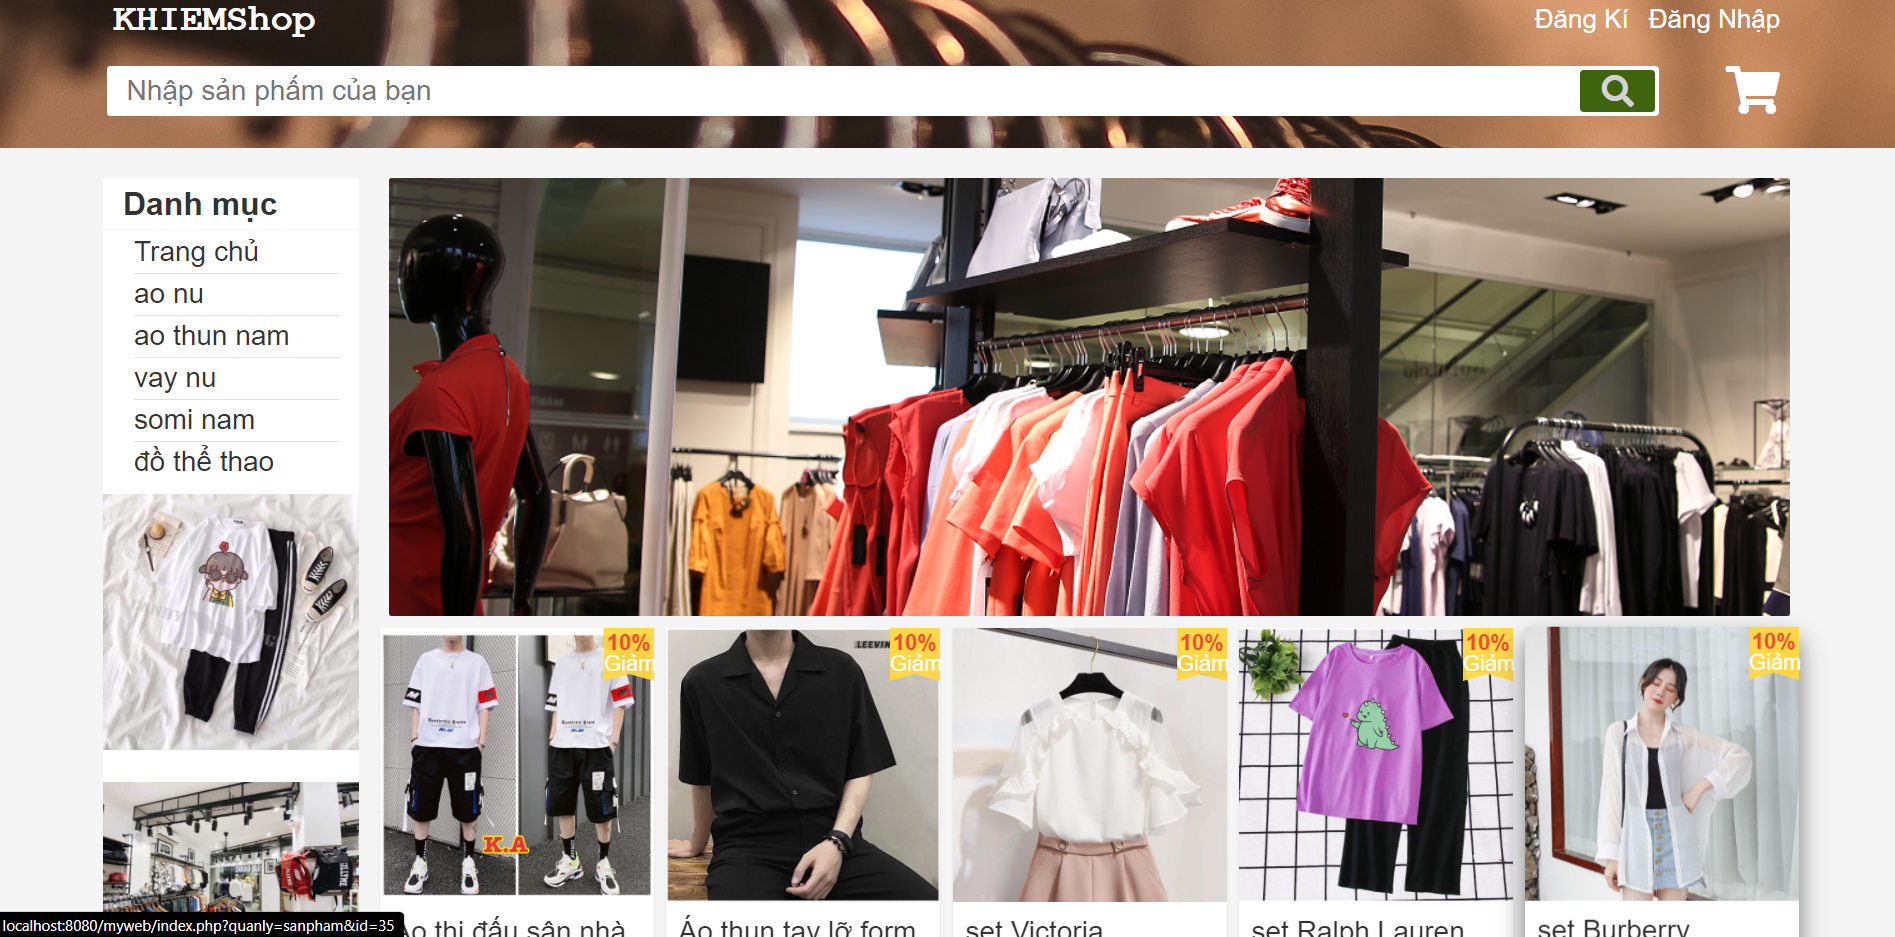 KHIEMShop
Đăng Kí Đăng Nhập
Nhập sản phẩm của bạn
Danh mục
Trang chủ
ao nu
ao thun nam
vay nu
somi nam
đồ thể thao
10%
Giảm
10%
Giảm
10%
Giảm
10%
Giảm
10%
Giảm
LEEVIN
K.A
Áo thi đấu sân nhà
Áo thun tay lỡ form
set Victoria
set Ralph Lauren
set Burberry
localhost:8080/myweb/index.php?quanly=sanpham&id=35